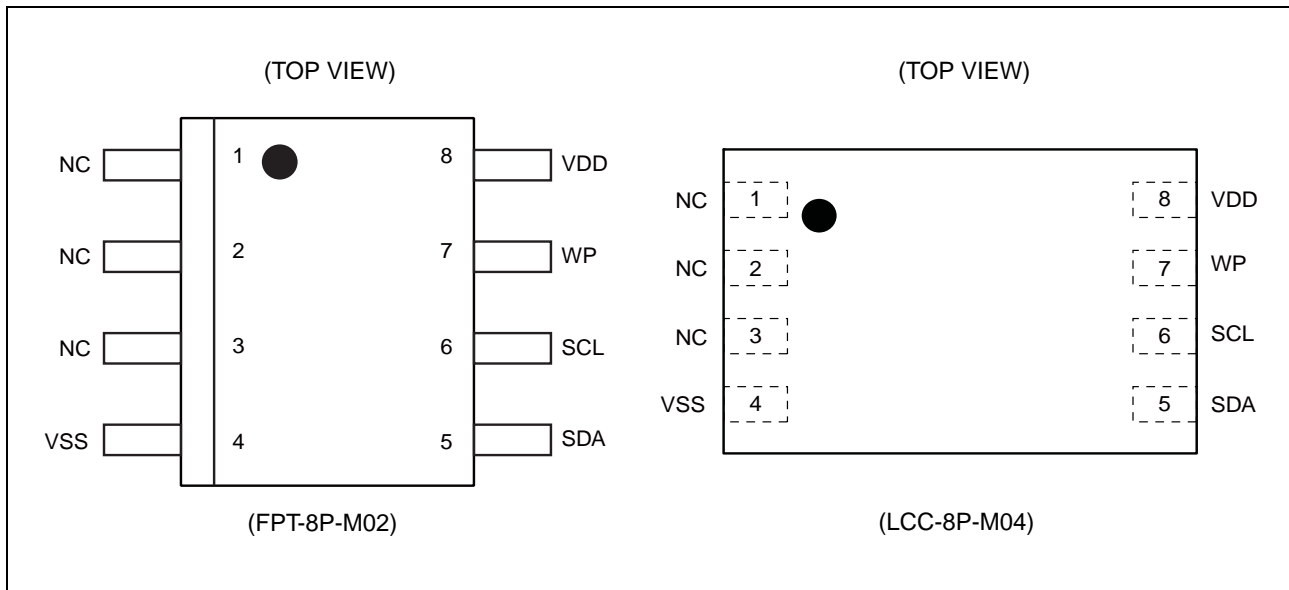 (TOP VIEW)
NC 1 8 VDD
NC 2 7 WP
NC 3 6 SCL
VSS 4 5 SDA
(FPT-8P-M02)
(TOP VIEW)
NC 1 8 VDD
NC 2 7 WP
NC 3 6 SCL
VSS 4 5 SDA
(LCC-8P-M04)